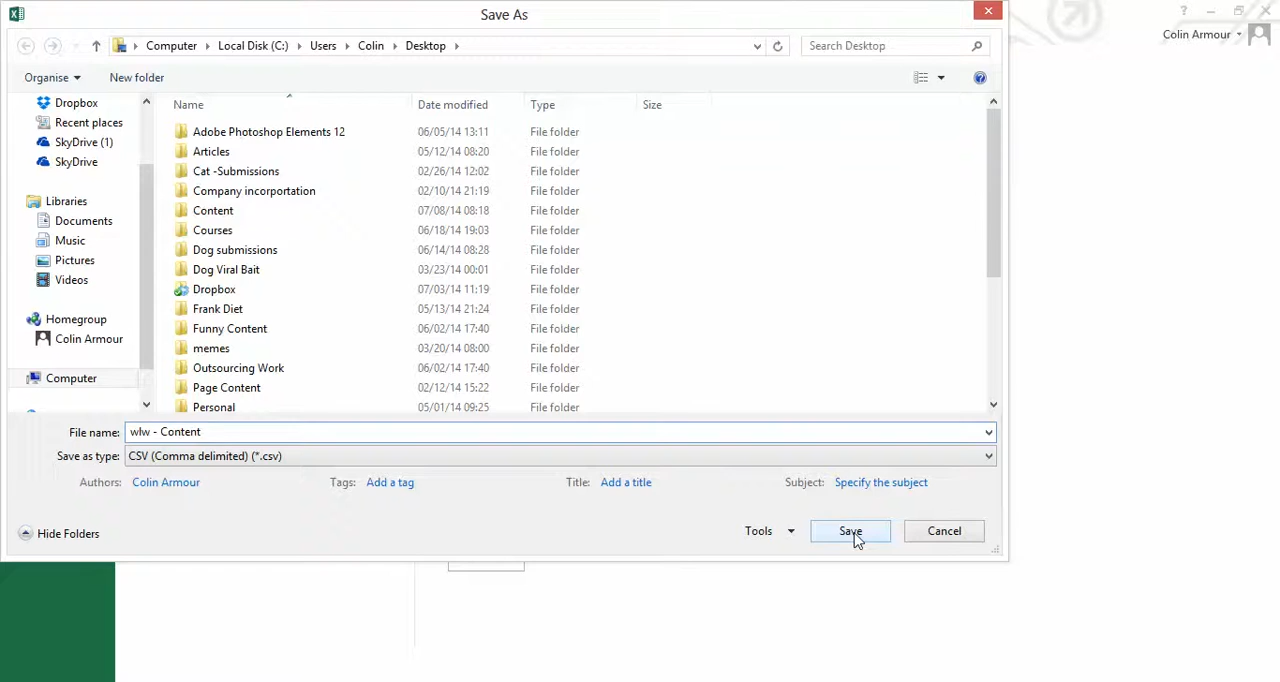 Save As
Colin Armour
Computer Local Disk (C:) Users Colin Desktop
Search Desktop
Organise New folder
Name Date modified Type Size
Dropbox
Recent places
SkyDrive (1)
SkyDrive
Libraries
Documents
Music
Pictures
Videos
Homegroup
Colin Armour
Computer
Adobe Photoshop Elements 12 06/05/14 13:11 File folder
Articles 05/12/14 08:20 File folder
Cat -Submissions 02/26/14 12:02 File folder
Company incorportation 02/10/14 21:19 File folder
Content 07/08/14 08:18 File folder
Courses 06/18/14 19:03 File folder
Dog submissions 06/14/14 08:28 File folder
Dog Viral Bait 03/23/14 00:01 File folder
Dropbox 07/03/14 11:19 File folder
Frank Diet 05/13/14 21:24 File folder
Funny Content 06/02/14 17:40 File folder
memes 03/20/14 08:00 File folder
Outsourcing Work 06/02/14 17:40 File folder
Page Content 02/12/14 15:22 File folder
Personal 05/01/14 09:25 File folder
File name: wlw - Content
Save as type: CSV (Comma delimited) (*.csv)
Authors: Colin Armour Tags: Add a tag Title: Add a title Subject: Specify the subject
Hide Folders Tools Save Cancel